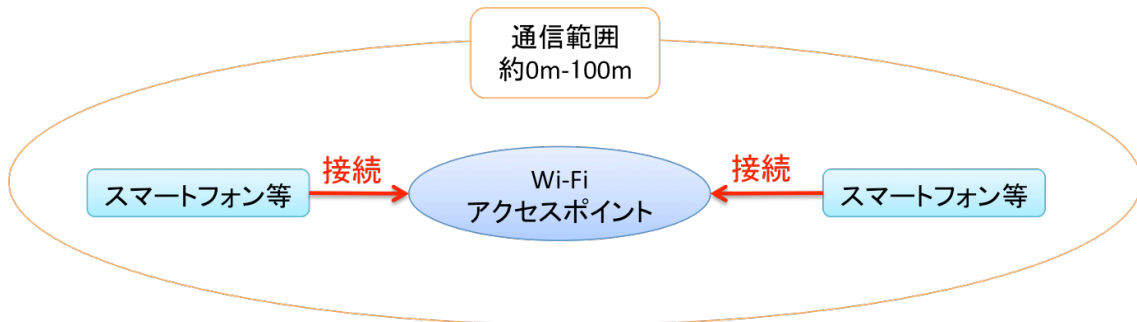 通信範囲
約0m-100m
接続
接続
スマートフォン等
Wi-Fi
アクセスポイント
スマートフォン等